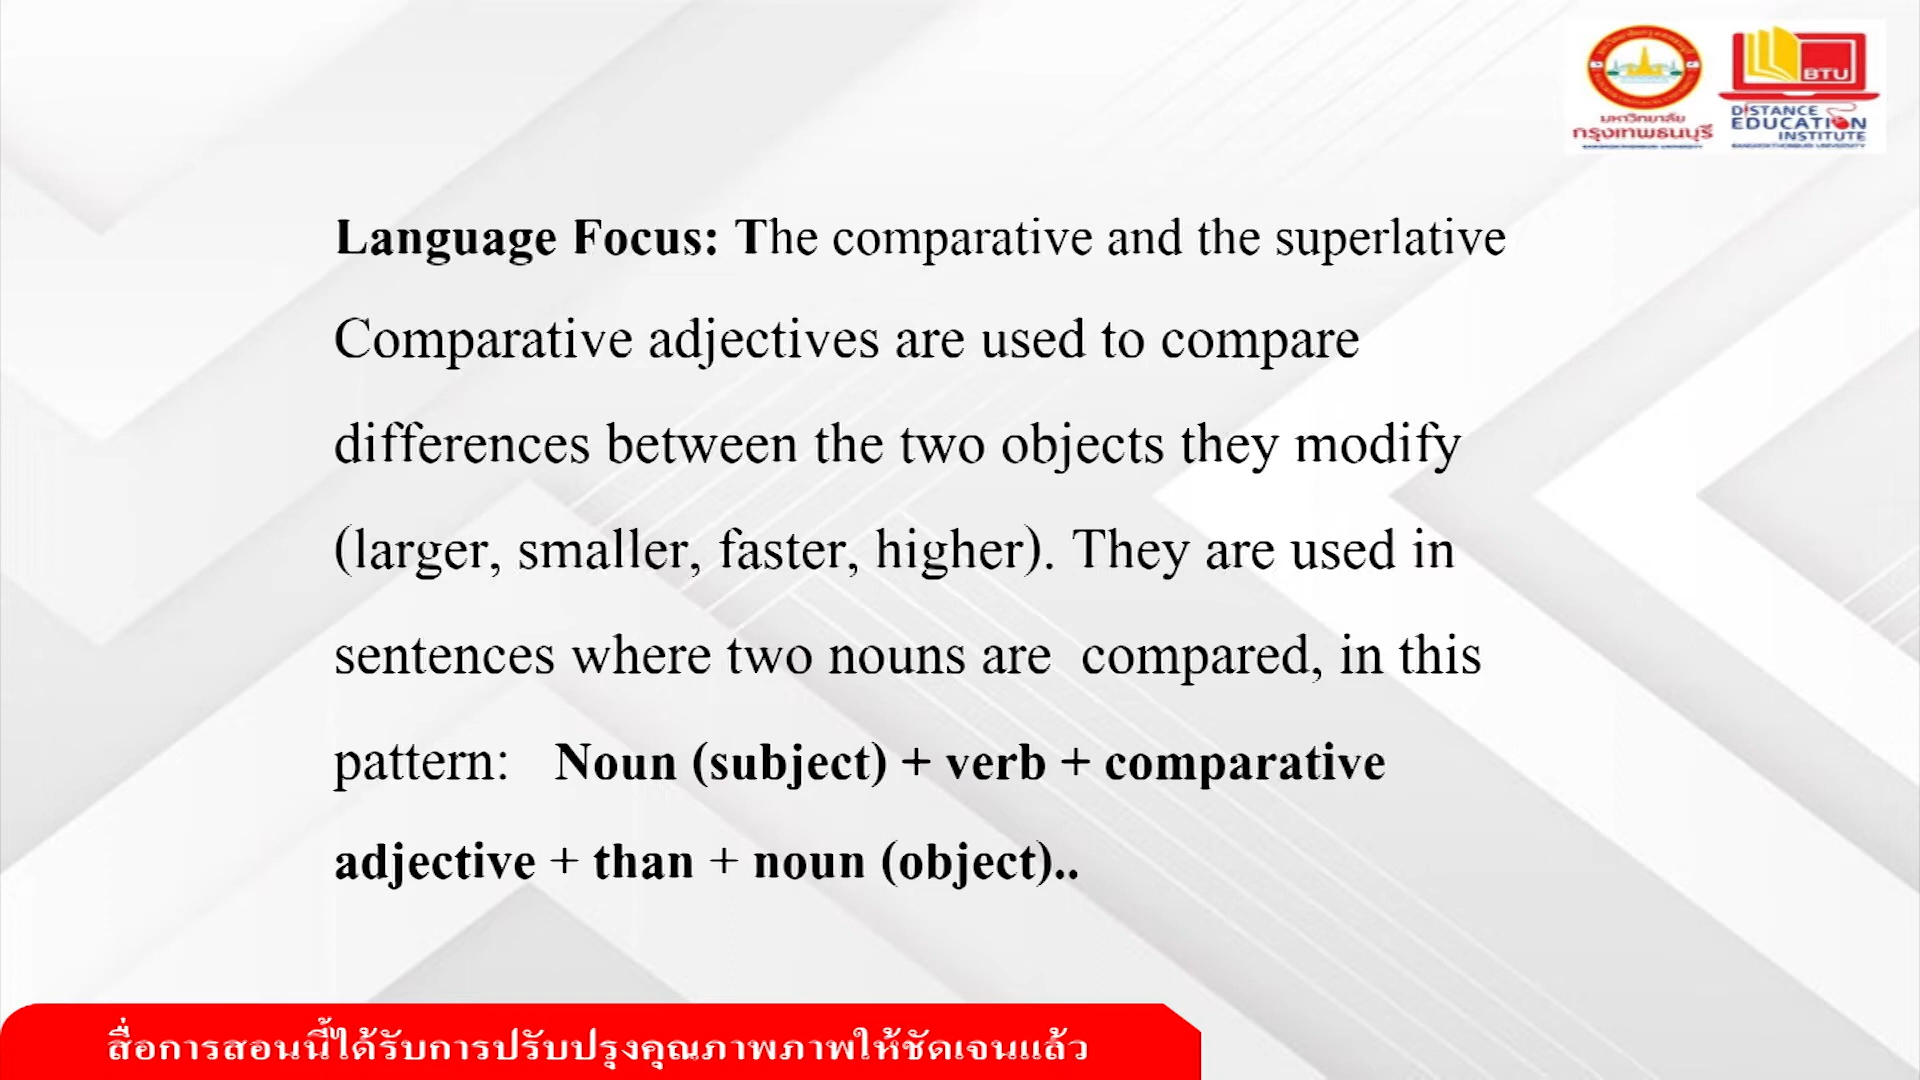 BTU
DISTANCE
EDUCATION
INSTITUTE
BANGKOKTHONBURI UNIVERSITY
มหาวิทยาลัย
กรุงเทพธนบุรี
BANGKOKTHONBURI UNIVERSITY
Language Focus: The comparative and the superlative
Comparative adjectives are used to compare
differences between the two objects they modify
(larger, smaller, faster, higher). They are used in
sentences where two nouns are  compared, in this
pattern:   Noun (subject) + verb + comparative
adjective + than + noun (object)..
สื่อการสอนนี้ได้รับการปรับปรุงคุณภาพภาพให้ชัดเจนแล้ว